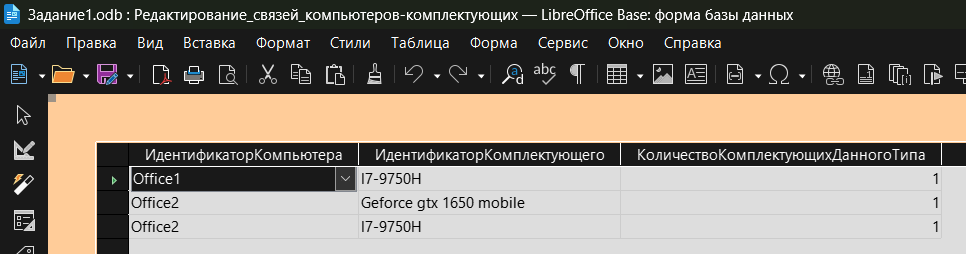 Задание1.odb : Редактирование_связей_компьютеров-комплектующих — LibreOffice Base: форма базы данных
Файл Правка Вид Вставка Формат Стили Таблица Форма Сервис Окно Справка
ИдентификаторКомпьютера ИдентификаторКомплектующего КоличествоКомплектующихДанногоТипа
Office1 I7-9750H 1
Office2 Geforce gtx 1650 mobile 1
Office2 I7-9750H 1